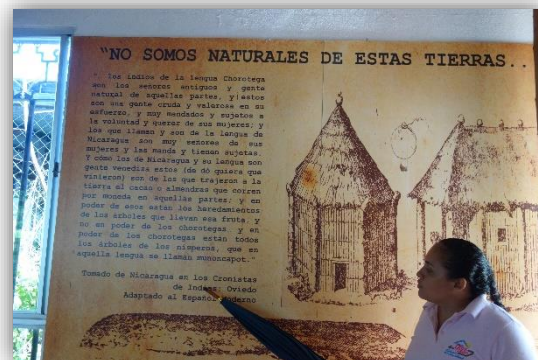 "NO SOMOS NATURALES DE ESTAS TIERRAS..
". los indios de la lengua Chorotega
son los señores antiguos y gente
natural de aquellas partes, y estos
son una gente cruda y valerosa en su
esfuerzo, y muy mandados y sujetos a
la voluntad y querer de sus mujeres; y
los que llaman y son de la lengua de
Nicaragua son muy señores de sus
mujeres y las manda y tienen sujetas.
Y cómo los de Nicaragua y su lengua son
gente venediza estos (de dó quiera que
vinieron) son de los que trajeron a la
tierra el cacao o almendras que corren
por moneda en aquellas partes; y en
poder de esos están los heredamientos
de los árboles que llevan esa fruta, y
no en poder de los chorotegas, y en
poder de los chorotegas están todos
los árboles de los nísperos, que en
aquella lengua se llaman munonzapot."
Tomado de Nicaragua en los Cronistas
de Indias: Oviedo
Adaptado al Español moderno